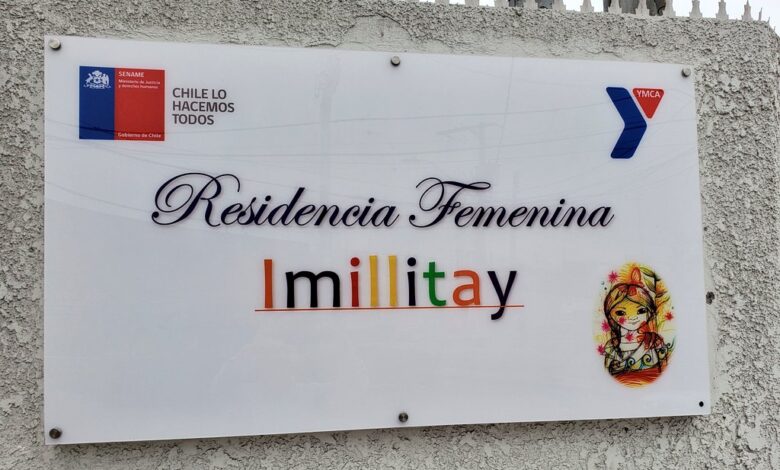 SENAME
Ministerio de Justicia
y derechos humanos
Gobierno de Chile
CHILE LO
HACEMOS
TODOS
YMCA
Residencia Femenina
Imillitay